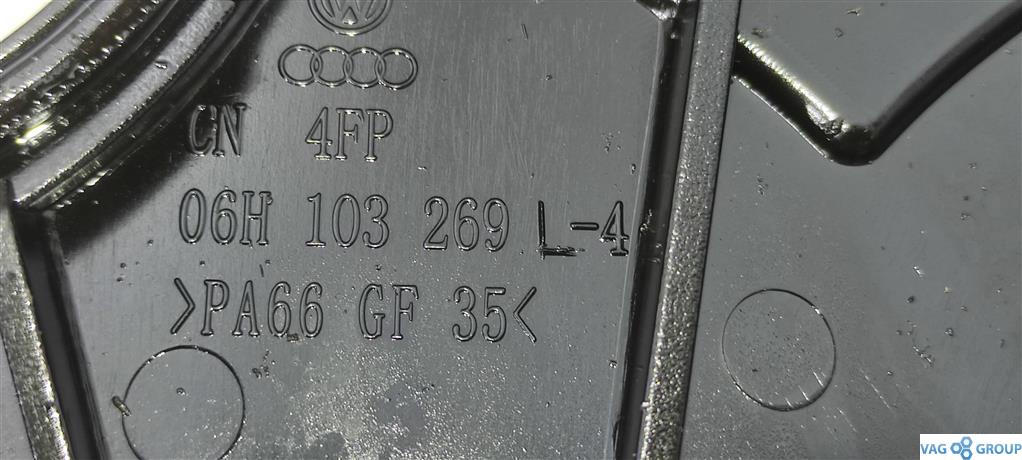 CN 4FP
06H 103 269 L-4
>PA66 GF 35<
VAG GROUP